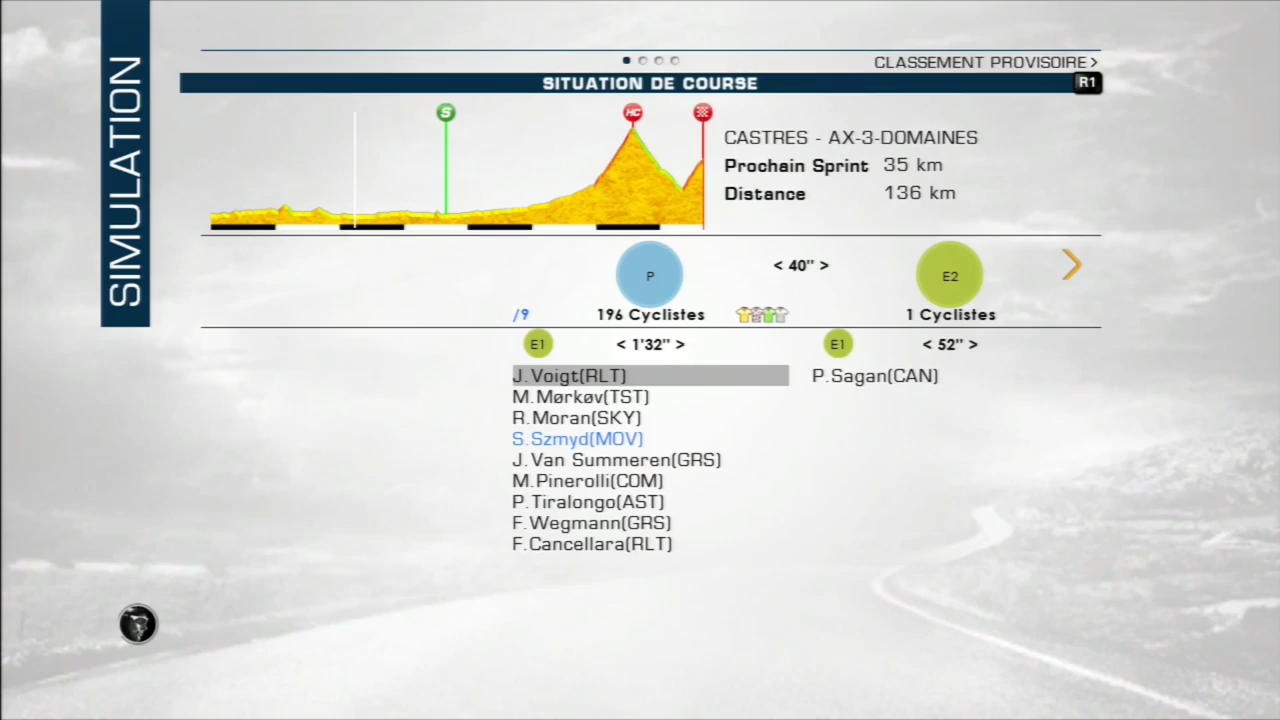 SIMULATION
CLASSEMENT PROVISOIRE >
SITUATION DE COURSE
R1
S
HC
CASTRES - AX-3-DOMAINES
Prochain Sprint 35 km
Distance 136 km
P
< 40" >
E2
/9
196 Cyclistes
1 Cyclistes
E1 < 1'32" >
E1 < 52" >
J.Voigt(RLT)
P.Sagan(CAN)
M.Mørkøv(TST)
R.Moran(SKY)
S.Szmyd(MOV)
J.Van Summeren(GRS)
M.Pinerolli(COM)
P.Tiralongo(AST)
F.Wegmann(GRS)
F.Cancellara(RLT)